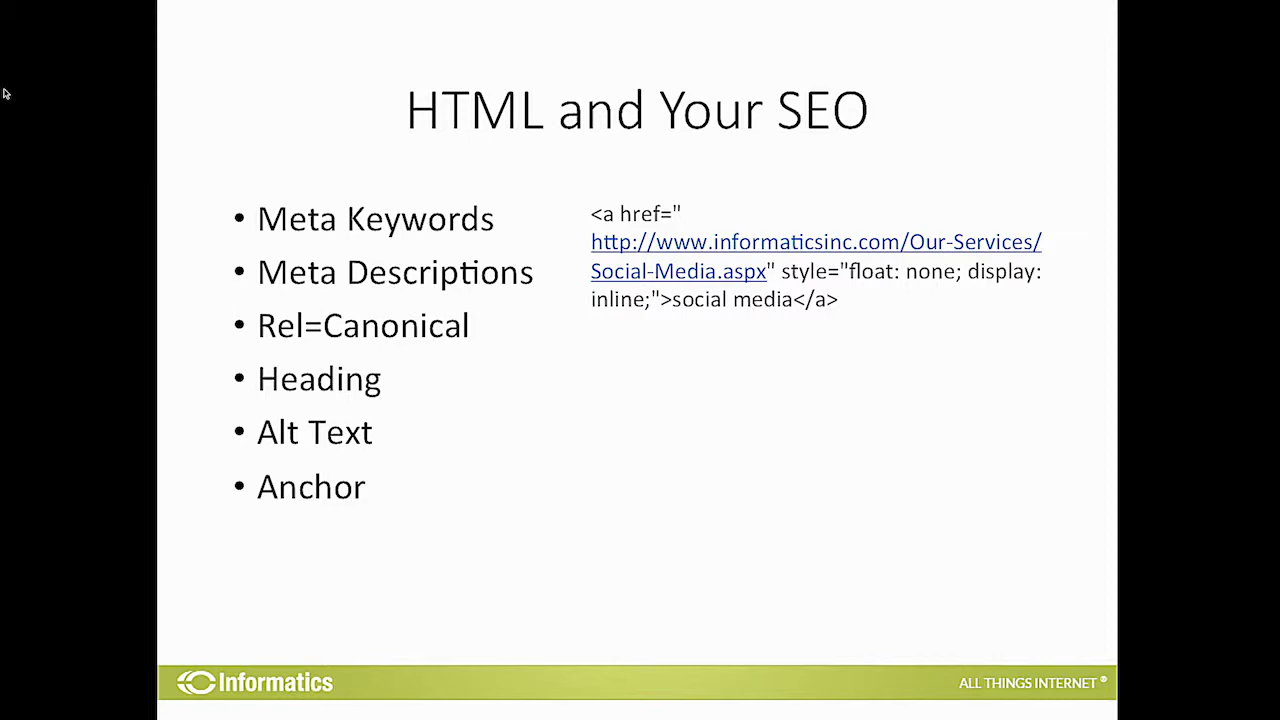 HTML and Your SEO
• Meta Keywords
• Meta Descriptions
• Rel=Canonical
• Heading
• Alt Text
• Anchor
<a href="
http://www.informaticsinc.com/Our-Services/
Social-Media.aspx" style="float: none; display:
inline;">social media</a>
Informatics
ALL THINGS INTERNET ®